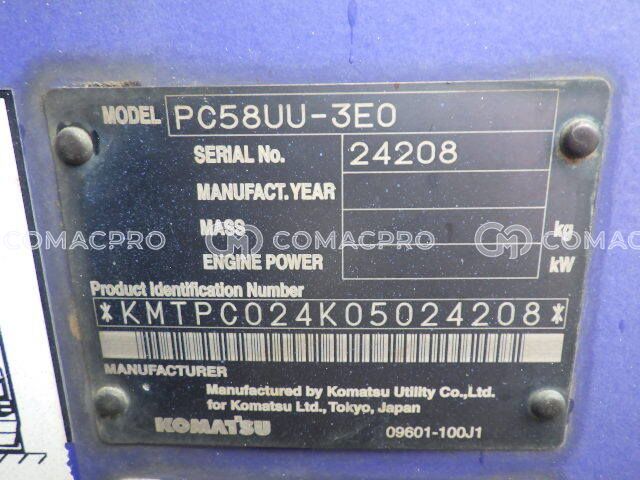 MODEL PC58UU-3E0
SERIAL No. 24208
MANUFACT. YEAR
MASS kg
COMACPRO COMACPRO COMACPRO
ENGINE POWER kW
Product Identification Number
*KMTPC024K05024208*
MANUFACTURER
Manufactured by Komatsu Utility Co.,Ltd.
for Komatsu Ltd., Tokyo, Japan
KOMATSU 09601-100J1